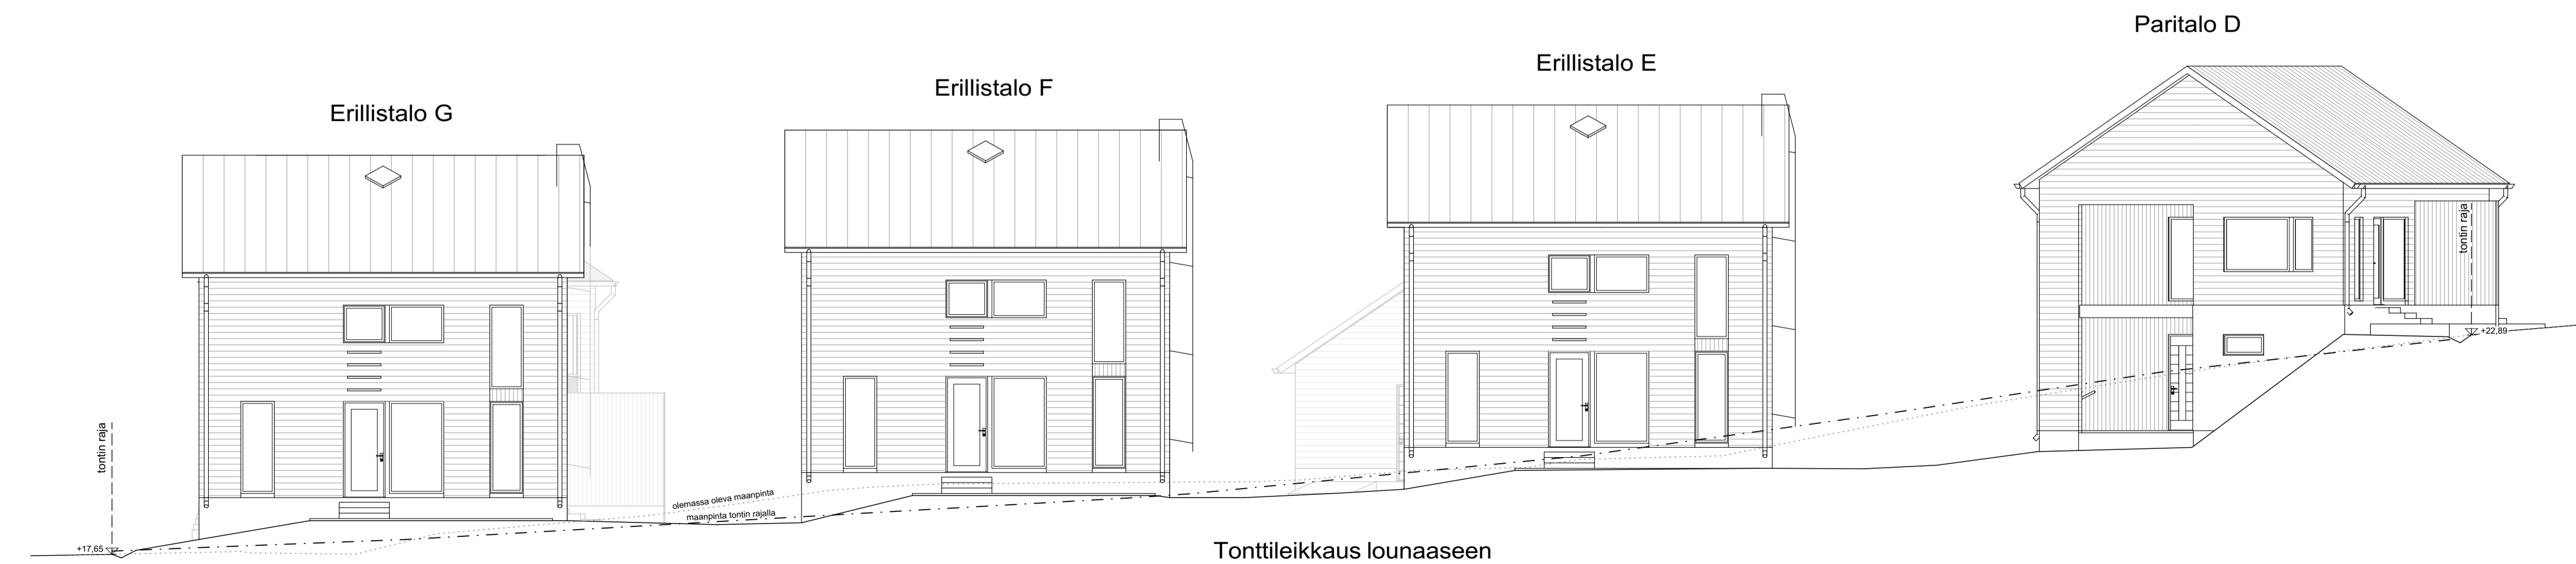 Paritalo D
Erillistalo E
Erillistalo F
Erillistalo G
tontin raja
+22,89
tontin raja
olemassa oleva maanpinta
maanpinta tontin rajalla
+17,65
Tonttileikkaus lounaaseen